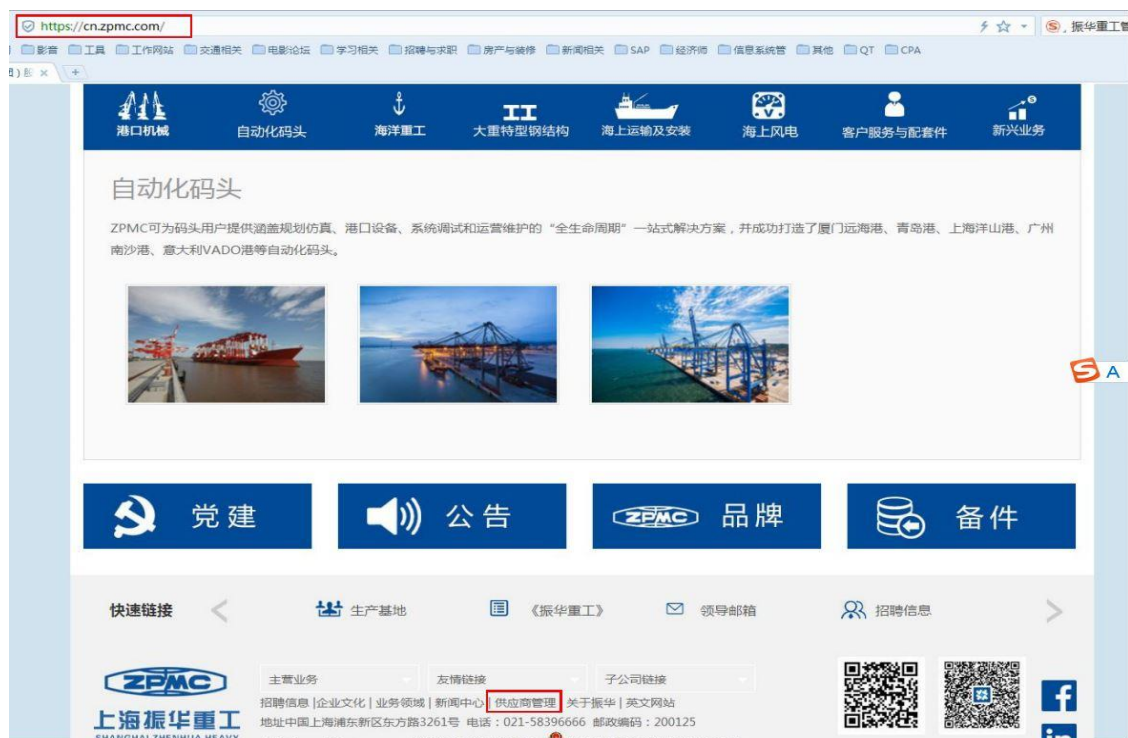 https://cn.zpmc.com/
振华重工
影音 工具 工作网站 交通相关 电影论坛 学习相关 招聘与求职 房产与装修 新闻相关 SAP 经济师 信息系统管 其他 QT CPA
港口机械 自动化码头 海洋重工 大重特型钢结构 海上运输及安装 海上风电 客户服务与配套件 新兴业务
自动化码头
ZPMC可为码头用户提供涵盖规划仿真、港口设备、系统调试和运营维护的“全生命周期”一站式解决方案，并成功打造了厦门远海港、青岛港、上海洋山港、广州
南沙港、意大利VADO港等自动化码头。
A
党建 公告 ZPMC 品牌 备件
快速链接 生产基地 《振华重工》 领导邮箱 招聘信息
ZPMC
主营业务 友情链接 子公司链接
招聘信息|企业文化|业务领域|新闻中心|供应商管理|关于振华|英文网站
上海振华重工
地址中国上海浦东新区东方路3261号 电话：021-58396666 邮政编码：200125
SHANGHAI ZHENHUA HEAVY